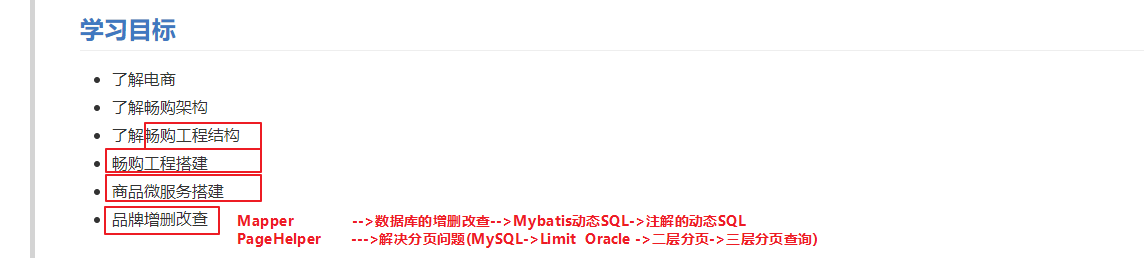 学习目标
了解电商
了解畅购架构
了解畅购工程结构
畅购工程搭建
商品微服务搭建
品牌增删改查
Mapper -->数据库的增删改查-->Mybatis动态SQL->注解的动态SQL
PageHelper --->解决分页问题(MySQL->Limit Oracle ->二层分页->三层分页查询)